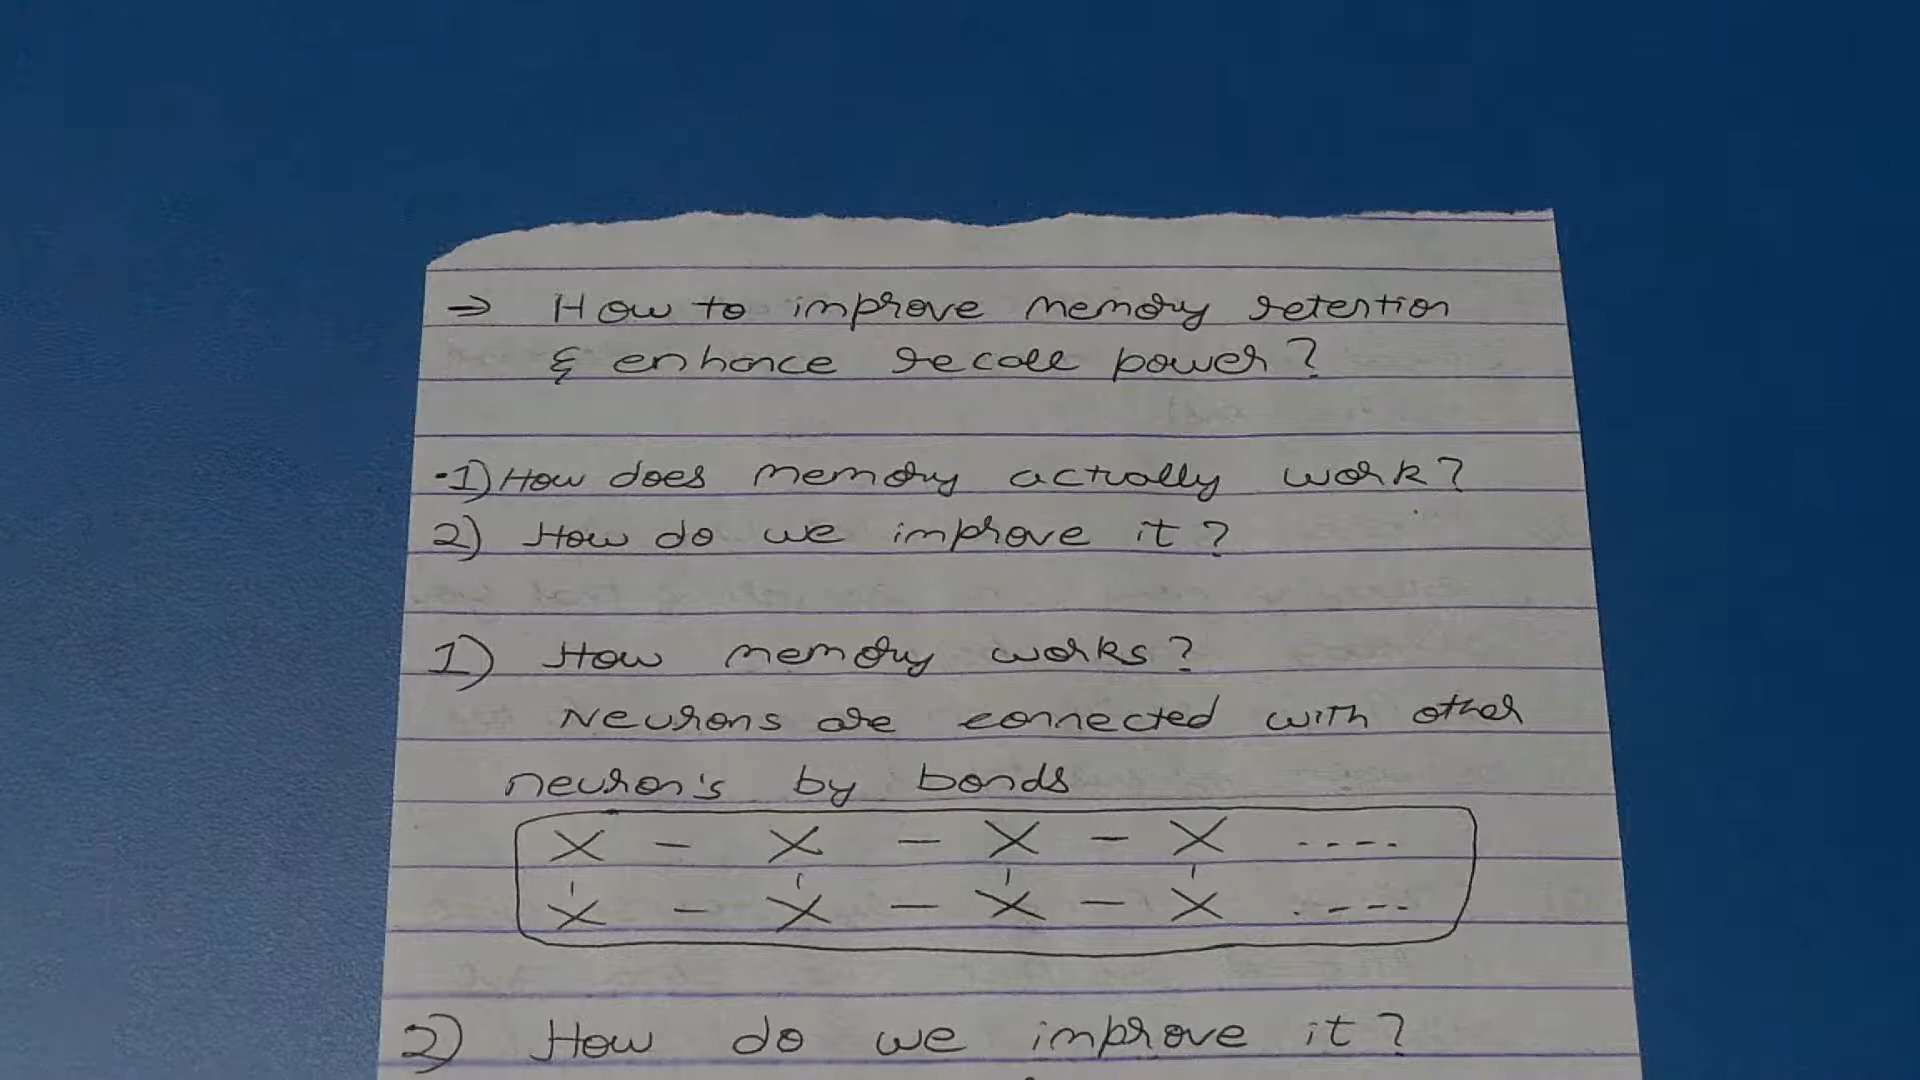 → How to improve memory retention
& enhance recall power?
1) How does memory actually work?
2) How do we improve it?
1) How memory works?
Neurons are connected with other
neuron's by bonds
X - X - X - X ----
X - X - X - X ----
2) How do we improve it?